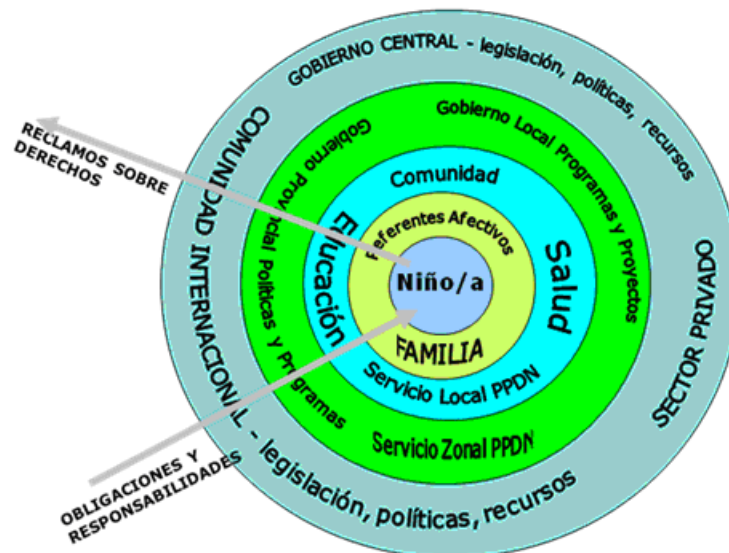 GOBIERNO CENTRAL - legislación, políticas, recursos
COMUNIDAD INTERNACIONAL - legislación, políticas, recursos
SECTOR PRIVADO
Gobierno Provincial Políticas y Programas
Gobierno Local Programas y Proyectos
Servicio Zonal PPDN
Comunidad
Educación
Salud
Servicio Local PPDN
Referentes Afectivos
FAMILIA
Niño/a
RECLAMOS SOBRE
DERECHOS
OBLIGACIONES Y
RESPONSABILIDADES